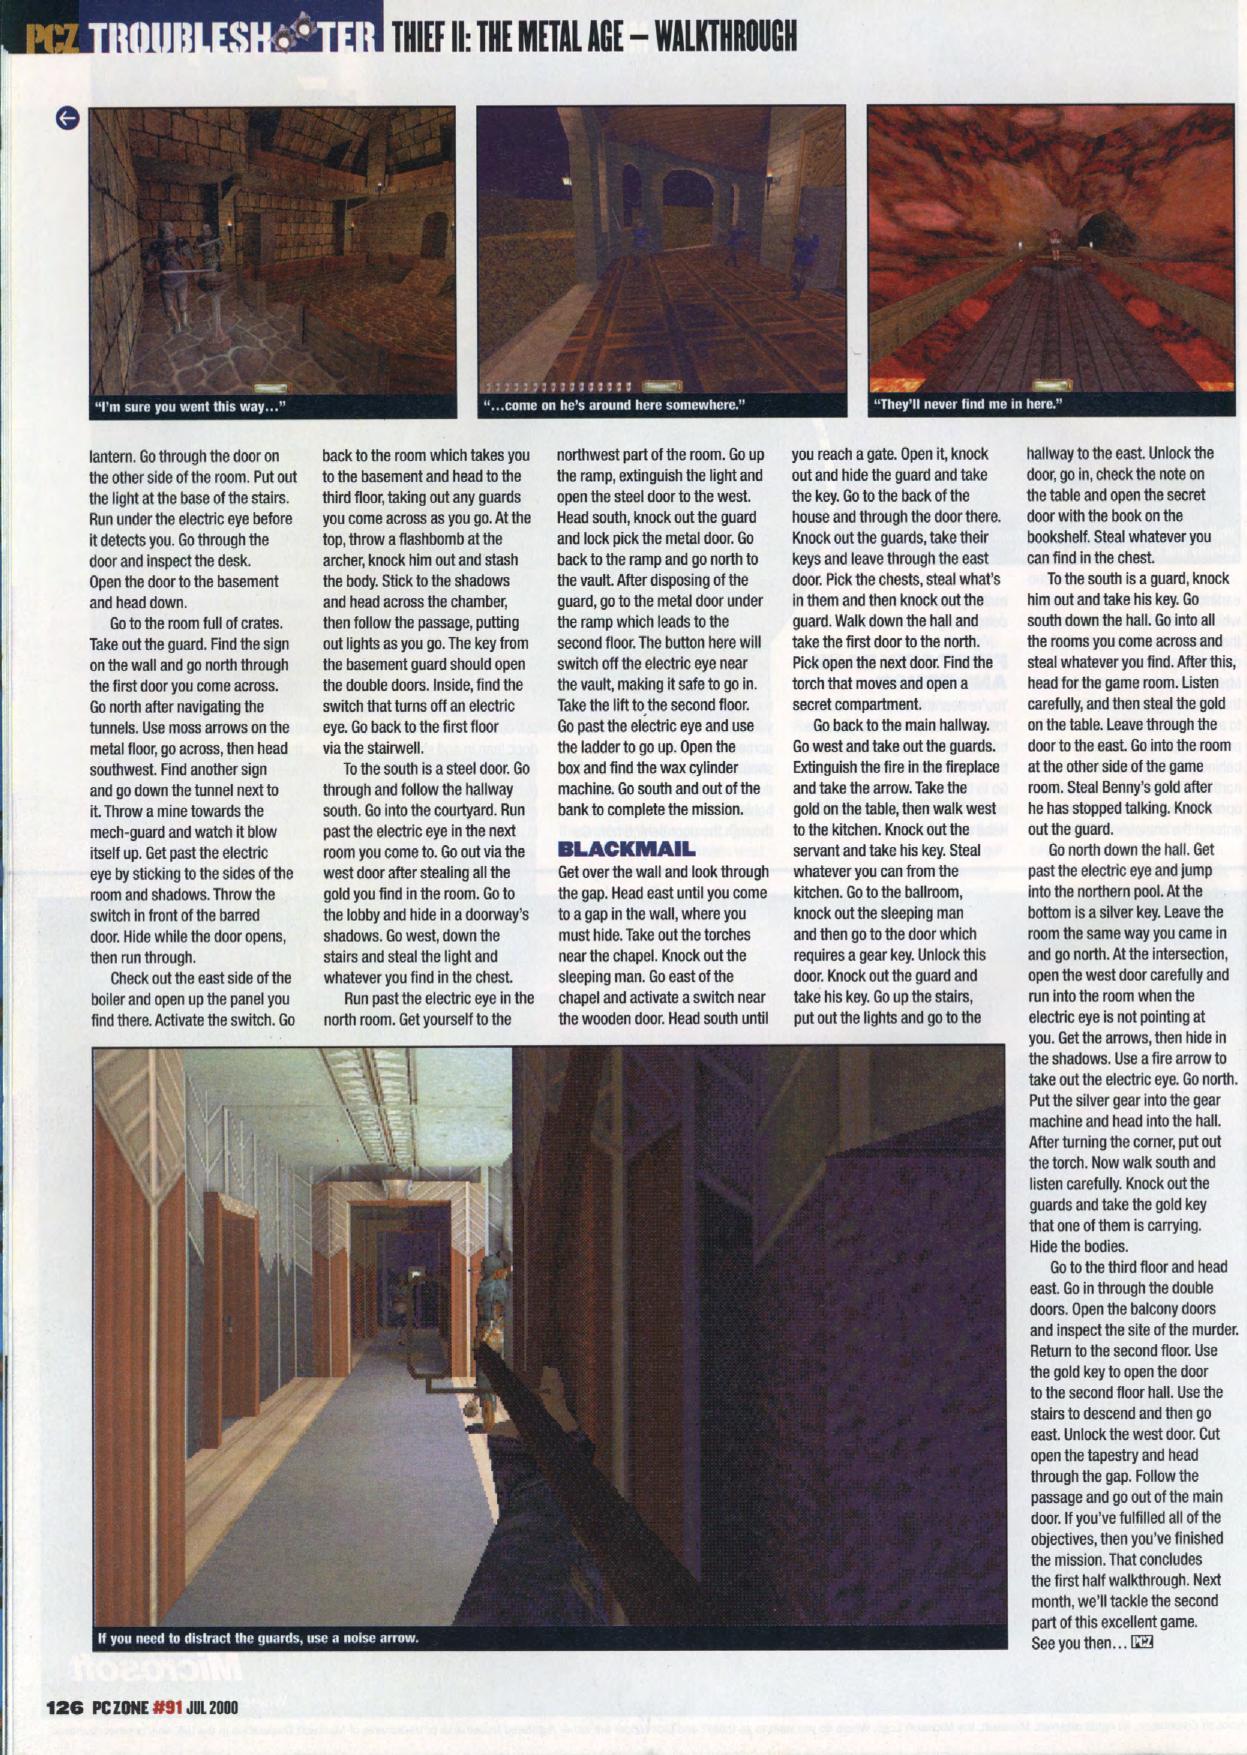 PCZ TROUBLESHOOTER THIEF II: THE METAL AGE – WALKTHROUGH
"I'm sure you went this way..."
"...come on he's around here somewhere."
"They'll never find me in here."
lantern. Go through the door on
the other side of the room. Put out
the light at the base of the stairs.
Run under the electric eye before
it detects you. Go through the
door and inspect the desk.
Open the door to the basement
and head down.
Go to the room full of crates.
Take out the guard. Find the sign
on the wall and go north through
the first door you come across.
Go north after navigating the
tunnels. Use moss arrows on the
metal floor, go across, then head
southwest. Find another sign
and go down the tunnel next to
it. Throw a mine towards the
mech-guard and watch it blow
itself up. Get past the electric
eye by sticking to the sides of the
room and shadows. Throw the
switch in front of the barred
door. Hide while the door opens,
then run through.
Check out the east side of the
boiler and open up the panel you
find there. Activate the switch. Go
back to the room which takes you
to the basement and head to the
third floor, taking out any guards
you come across as you go. At the
top, throw a flashbomb at the
archer, knock him out and stash
the body. Stick to the shadows
and head across the chamber,
then follow the passage, putting
out lights as you go. The key from
the basement guard should open
the double doors. Inside, find the
switch that turns off an electric
eye. Go back to the first floor
via the stairwell.
To the south is a steel door. Go
through and follow the hallway
south. Go into the courtyard. Run
past the electric eye in the next
room you come to. Go out via the
west door after stealing all the
gold you find in the room. Go to
the lobby and hide in a doorway's
shadows. Go west, down the
stairs and steal the light and
whatever you find in the chest.
Run past the electric eye in the
north room. Get yourself to the
northwest part of the room. Go up
the ramp, extinguish the light and
open the steel door to the west.
Head south, knock out the guard
and lock pick the metal door. Go
back to the ramp and go north to
the vault. After disposing of the
guard, go to the metal door under
the ramp which leads to the
second floor. The button here will
switch off the electric eye near
the vault, making it safe to go in.
Take the lift to the second floor.
Go past the electric eye and use
the ladder to go up. Open the
box and find the wax cylinder
machine. Go south and out of the
bank to complete the mission.
BLACKMAIL
Get over the wall and look through
the gap. Head east until you come
to a gap in the wall, where you
must hide. Take out the torches
near the chapel. Knock out the
sleeping man. Go east of the
chapel and activate a switch near
the wooden door. Head south until
you reach a gate. Open it, knock
out and hide the guard and take
the key. Go to the back of the
house and through the door there.
Knock out the guards, take their
keys and leave through the east
door. Pick the chests, steal what's
in them and then knock out the
guard. Walk down the hall and
take the first door to the north.
Pick open the next door. Find the
torch that moves and open a
secret compartment.
Go back to the main hallway.
Go west and take out the guards.
Extinguish the fire in the fireplace
and take the arrow. Take the
gold on the table, then walk west
to the kitchen. Knock out the
servant and take his key. Steal
whatever you can from the
kitchen. Go to the ballroom,
knock out the sleeping man
and then go to the door which
requires a gear key. Unlock this
door. Knock out the guard and
take his key. Go up the stairs,
put out the lights and go to the
hallway to the east. Unlock the
door, go in, check the note on
the table and open the secret
door with the book on the
bookshelf. Steal whatever you
can find in the chest.
To the south is a guard, knock
him out and take his key. Go
south down the hall. Go into all
the rooms you come across and
steal whatever you find. After this,
head for the game room. Listen
carefully, and then steal the gold
on the table. Leave through the
door to the east. Go into the room
at the other side of the game
room. Steal Benny's gold after
he has stopped talking. Knock
out the guard.
Go north down the hall. Get
past the electric eye and jump
into the northern pool. At the
bottom is a silver key. Leave the
room the same way you came in
and go north. At the intersection,
open the west door carefully and
run into the room when the
electric eye is not pointing at
you. Get the arrows, then hide in
the shadows. Use a fire arrow to
take out the electric eye. Go north.
Put the silver gear into the gear
machine and head into the hall.
After turning the corner, put out
the torch. Now walk south and
listen carefully. Knock out the
guards and take the gold key
that one of them is carrying.
Hide the bodies.
Go to the third floor and head
east. Go in through the double
doors. Open the balcony doors
and inspect the site of the murder.
Return to the second floor. Use
the gold key to open the door
to the second floor hall. Use the
stairs to descend and then go
east. Unlock the west door. Cut
open the tapestry and head
through the gap. Follow the
passage and go out of the main
door. If you've fulfilled all of the
objectives, then you've finished
the mission. That concludes
the first half walkthrough. Next
month, we'll tackle the second
part of this excellent game.
See you then... PCZ
If you need to distract the guards, use a noise arrow.
126 PC ZONE #91 JUL 2000